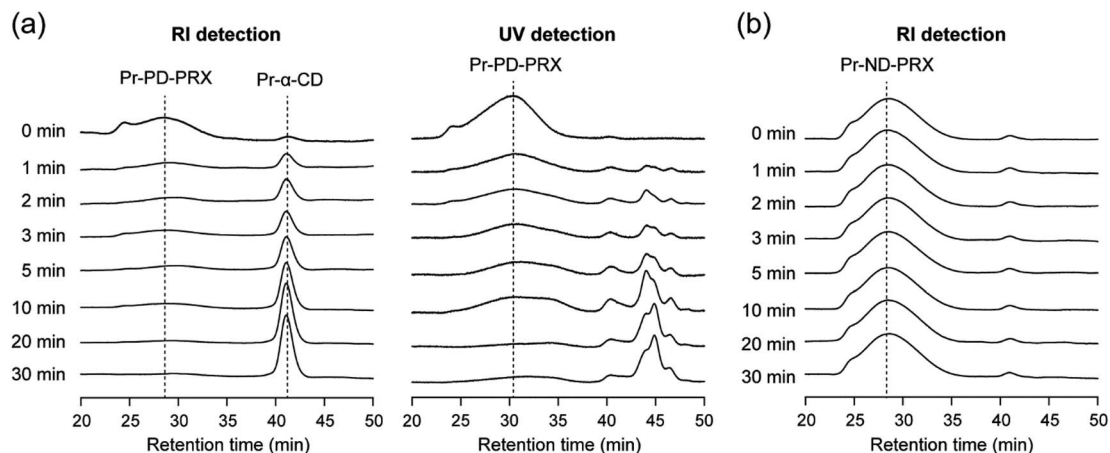 (a)
RI detection
Pr-PD-PRX
Pr-α-CD
0 min
1 min
2 min
3 min
5 min
10 min
20 min
30 min
20 25 30 35 40 45 50
Retention time (min)
UV detection
Pr-PD-PRX
20 25 30 35 40 45 50
Retention time (min)
(b)
RI detection
Pr-ND-PRX
0 min
1 min
2 min
3 min
5 min
10 min
20 min
30 min
20 25 30 35 40 45 50
Retention time (min)